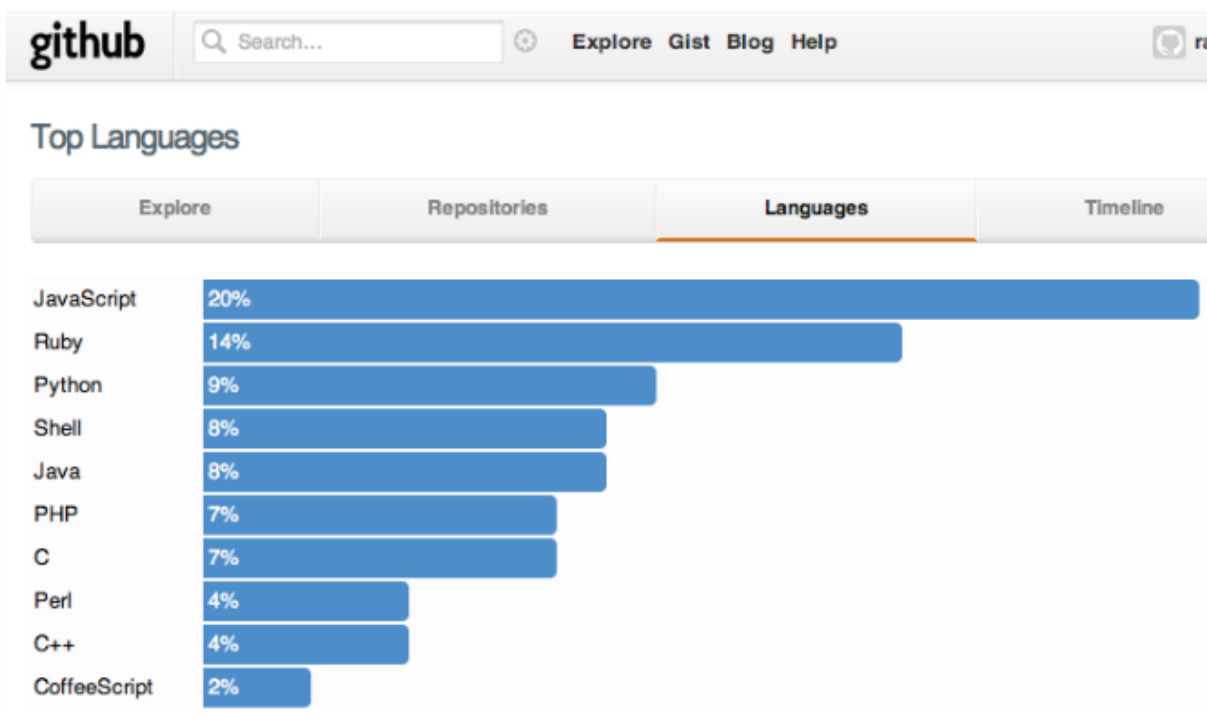 github Search... Explore Gist Blog Help
Top Languages
Explore Repositories Languages Timeline
JavaScript 20%
Ruby 14%
Python 9%
Shell 8%
Java 8%
PHP 7%
C 7%
Perl 4%
C++ 4%
CoffeeScript 2%